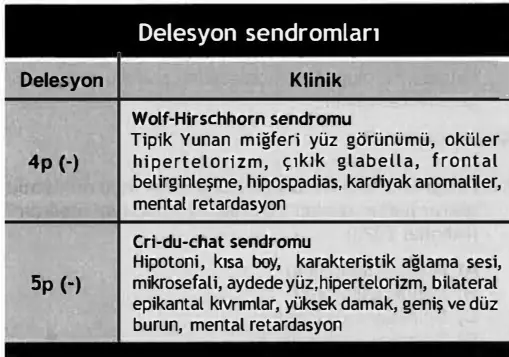 Delesyon sendromları
Delesyon
Klinik
4p (-)
Wolf-Hirschhorn sendromu
Tipik Yunan miğferi yüz görünümü, oküler
hipertelorizm, çıkık glabella, frontal
belirginleşme, hipospadias, kardiyak anomaliler,
mental retardasyon
5p (-)
Cri-du-chat sendromu
Hipotoni, kısa boy, karakteristik ağlama sesi,
mikrosefali, aydede yüz,hipertelorizm, bilateral
epikantal kıvrımlar, yüksek damak, geniş ve düz
burun, mental retardasyon